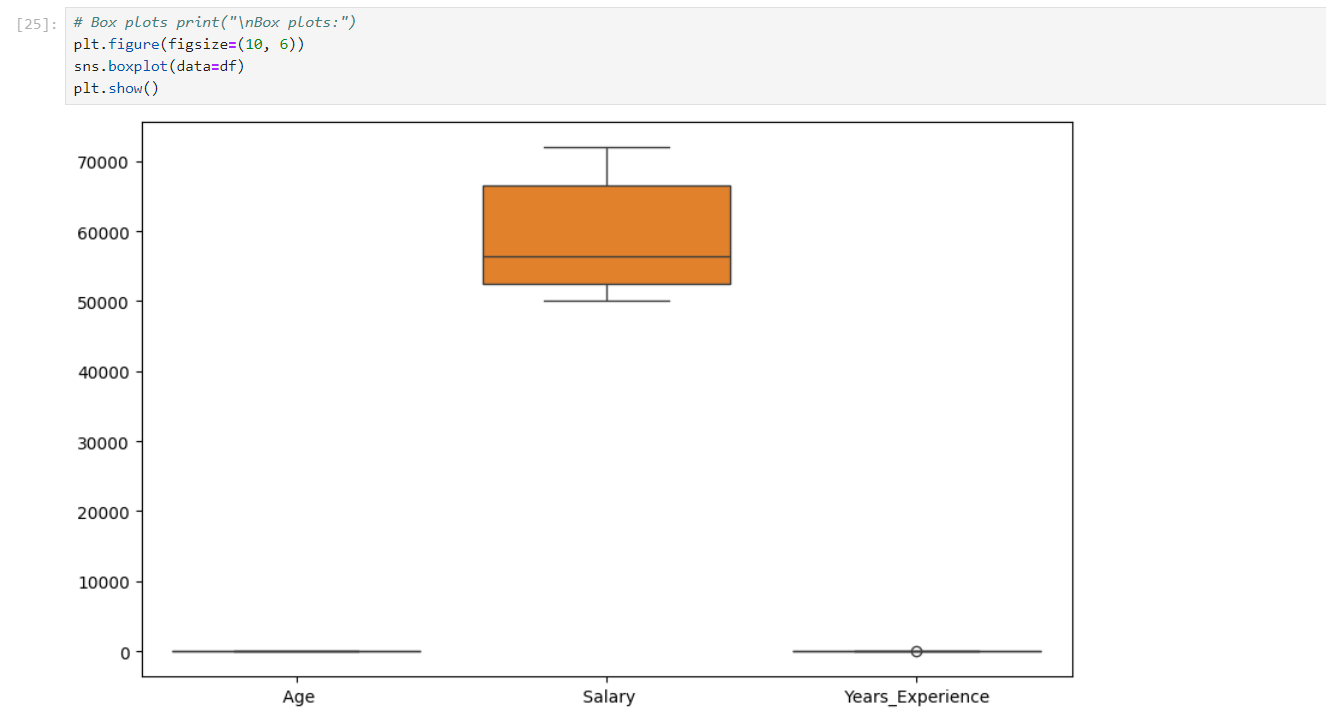 [25]: # Box plots print("\nBox plots:")
plt.figure(figsize=(10, 6))
sns.boxplot(data=df)
plt.show()
70000
60000
50000
40000
30000
20000
10000
0
Age Salary Years_Experience